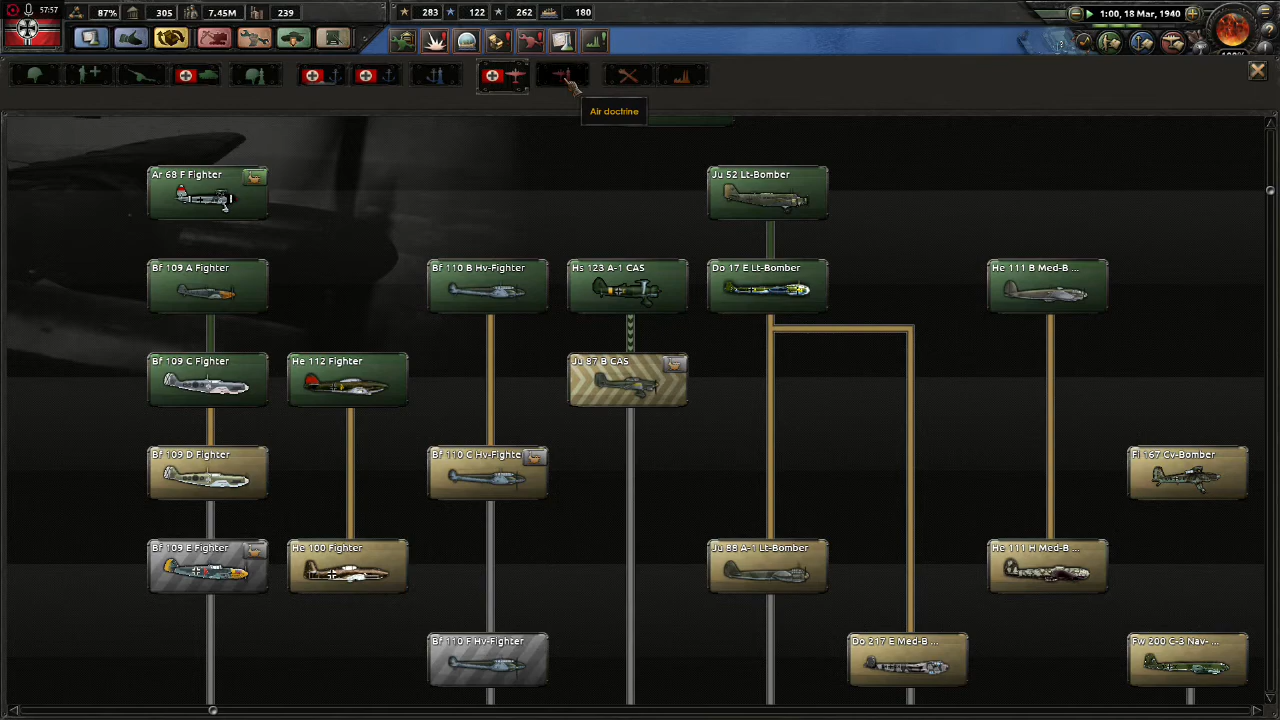 57:57
87%
305
7,45M
239
283
122
262
180
1:00, 18 Mar, 1940
100%
Air doctrine
Ar 68 F Fighter
Ju 52 Lt-Bomber
Bf 109 A Fighter
Bf 110 B Hv-Fighter
Hs 123 A-1 CAS
Do 17 E Lt-Bomber
He 111 B Med-B ...
Bf 109 C Fighter
He 112 Fighter
Ju 87 B CAS
Bf 109 D Fighter
Bf 110 C Hv-Fighte
Fi 167 Cv-Bomber
Bf 109 E Fighter
He 100 Fighter
Ju 88 A-1 Lt-Bomber
He 111 H Med-B ...
Bf 110 F Hv-Fighter
Do 217 E Med-B ...
Fw 200 C-3 Nav- ...